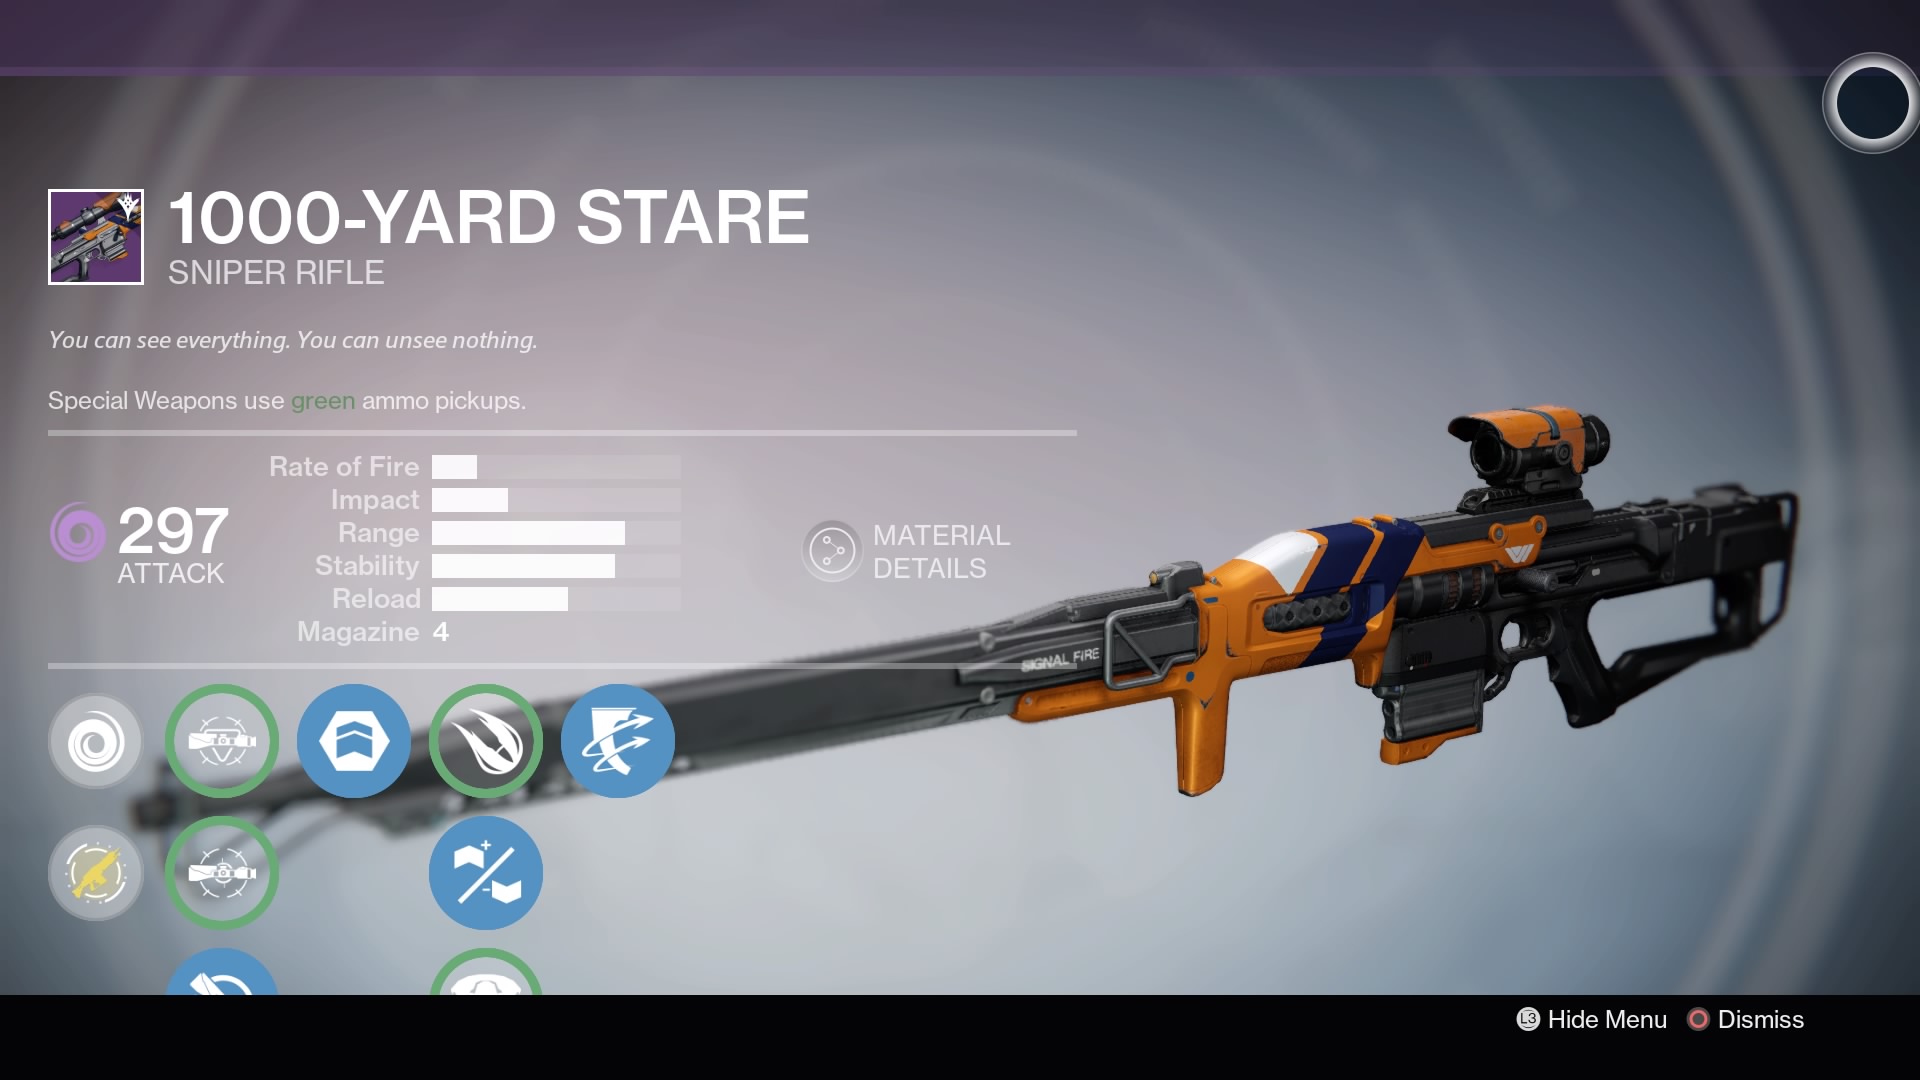 1000-YARD STARE
SNIPER RIFLE
You can see everything. You can unsee nothing.
Special Weapons use green ammo pickups.
297
ATTACK
Rate of Fire
Impact
Range
Stability
Reload
Magazine 4
MATERIAL
DETAILS
SIGNAL FIRE
L3 Hide Menu Dismiss